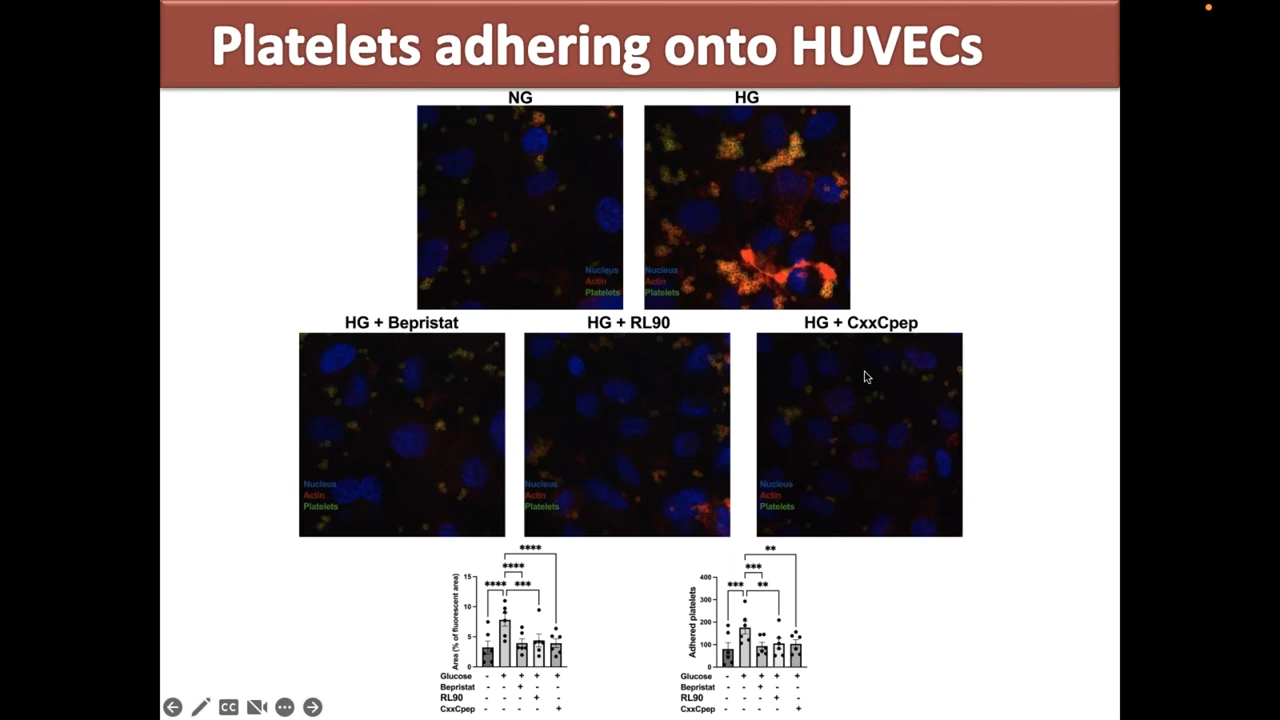 Platelets adhering onto HUVECs
NG
HG
Nucleus
Actin
Platelets
Nucleus
Actin
Platelets
HG + Bepristat
HG + RL90
HG + CxxCpep
Nucleus
Actin
Platelets
Nucleus
Actin
Platelets
Nucleus
Actin
Platelets
Area (% of fluorescent area)
15
10
5
0
****
****
****
***
Glucose - + + + +
Bepristat - - + - -
RL90 - - - + -
CxxCpep - - - - +
Adhered platelets
400
300
200
100
0
**
***
***
**
Glucose - + + + +
Bepristat - - + - -
RL90 - - - + -
CxxCpep - - - - +
CC